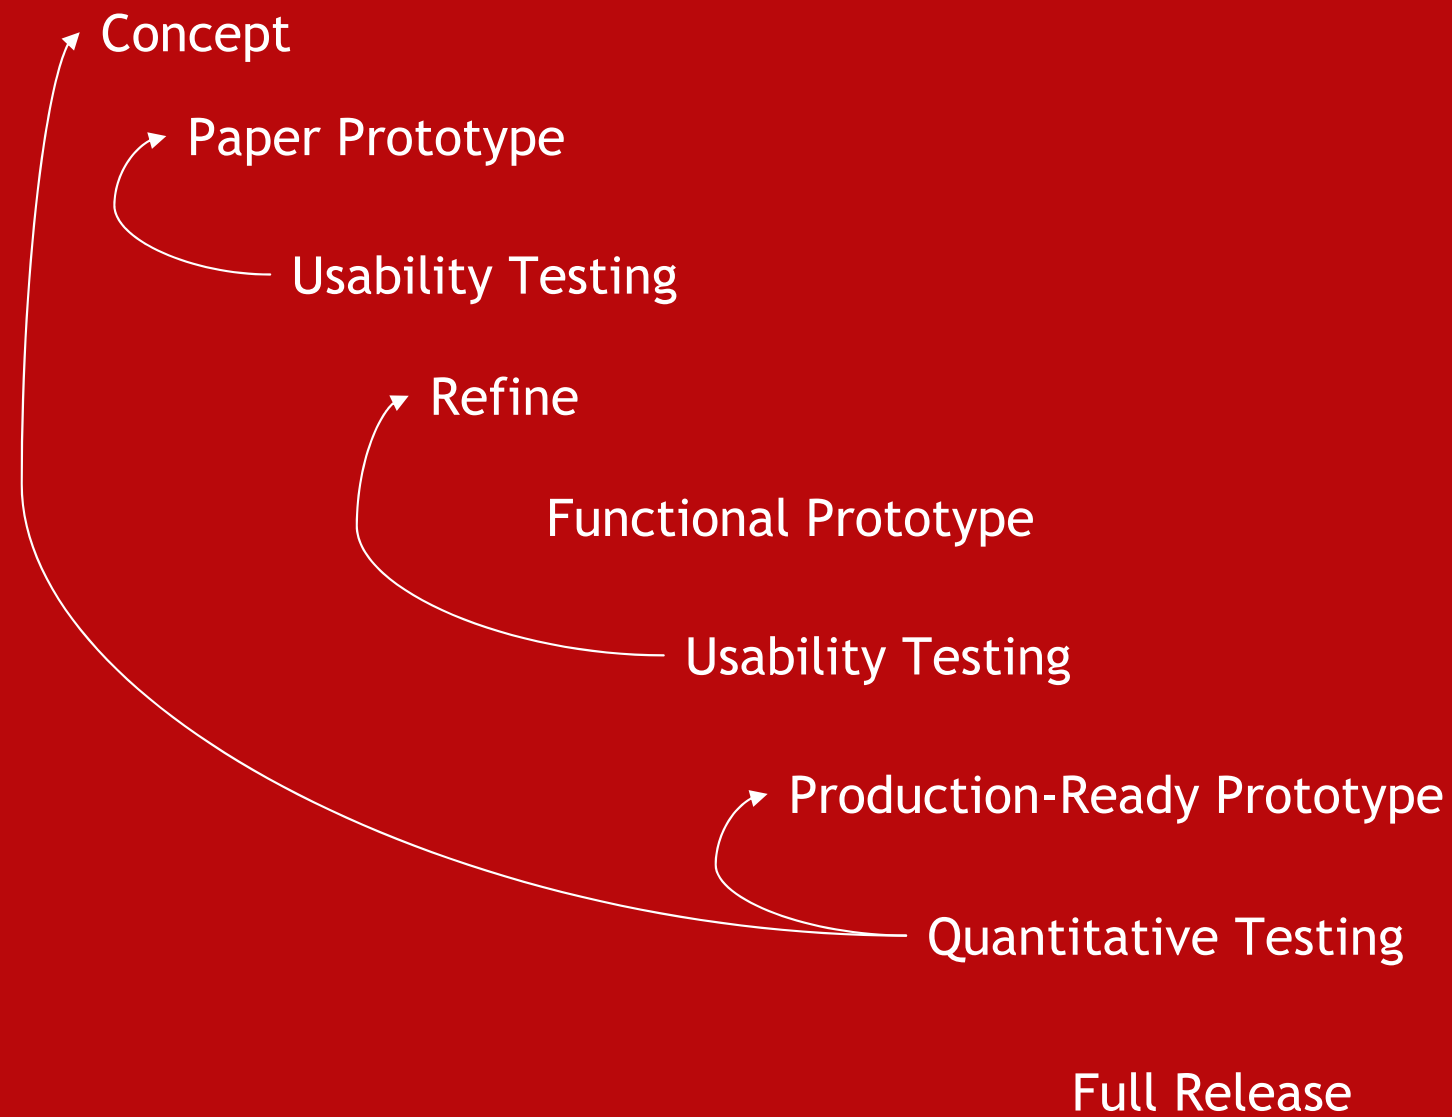 Concept
Paper Prototype
Usability Testing
Refine
Functional Prototype
Usability Testing
Production-Ready Prototype
Quantitative Testing
Full Release